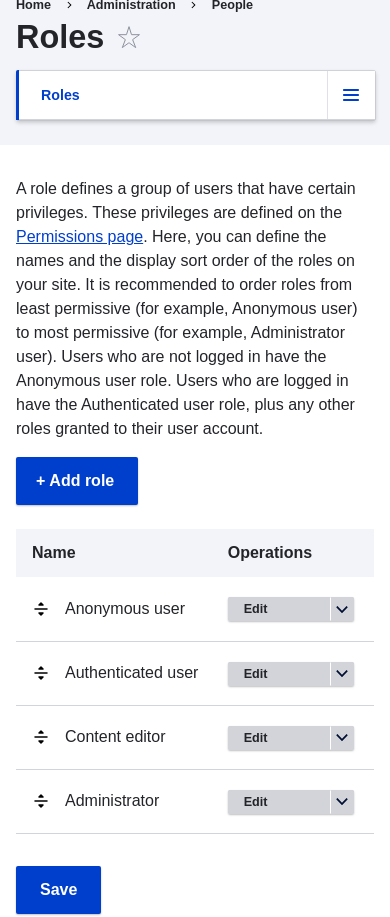 Home > Administration > People
Roles
Roles
A role defines a group of users that have certain
privileges. These privileges are defined on the
Permissions page. Here, you can define the
names and the display sort order of the roles on
your site. It is recommended to order roles from
least permissive (for example, Anonymous user)
to most permissive (for example, Administrator
user). Users who are not logged in have the
Anonymous user role. Users who are logged in
have the Authenticated user role, plus any other
roles granted to their user account.
+ Add role
Name Operations
Anonymous user Edit
Authenticated user Edit
Content editor Edit
Administrator Edit
Save